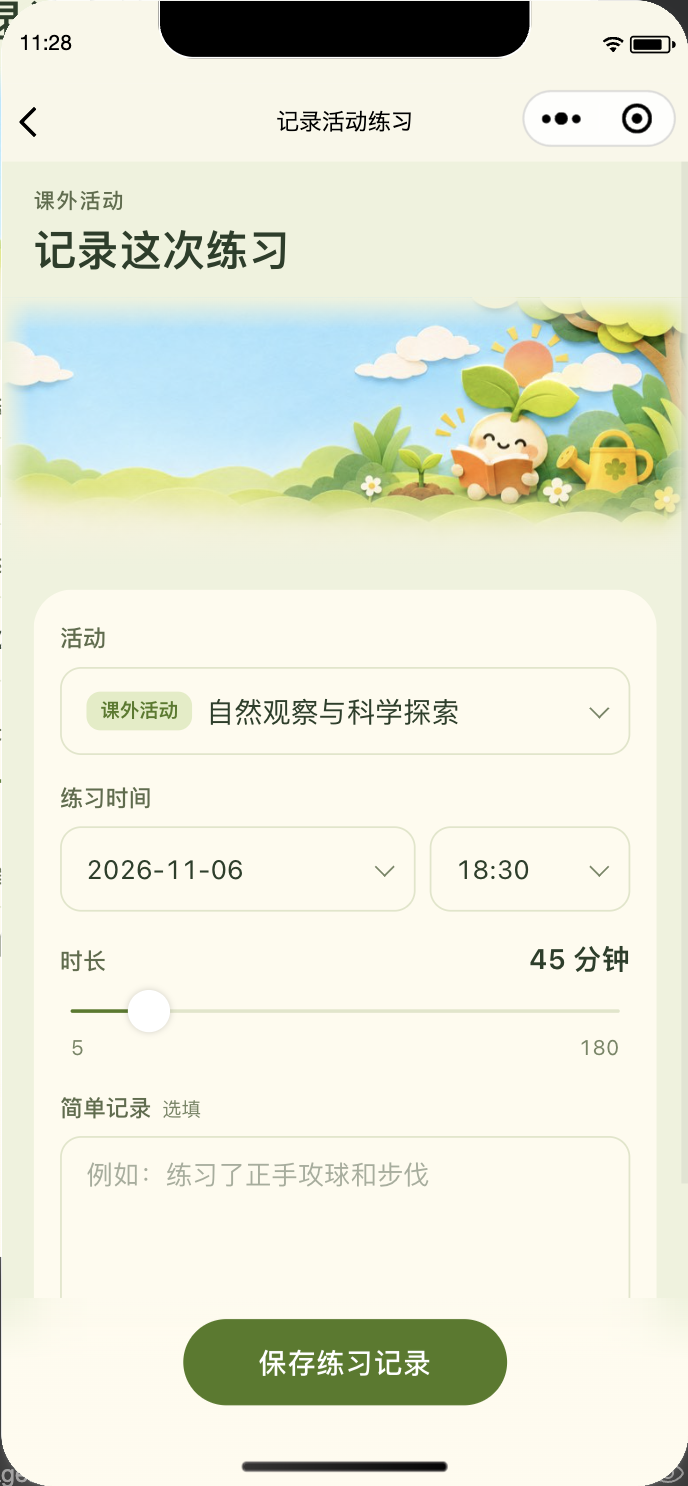 11:28
记录活动练习
课外活动
记录这次练习
活动
课外活动 自然观察与科学探索
练习时间
2026-11-06 18:30
时长 45 分钟
5 180
简单记录 选填
例如：练习了正手攻球和步伐
保存练习记录